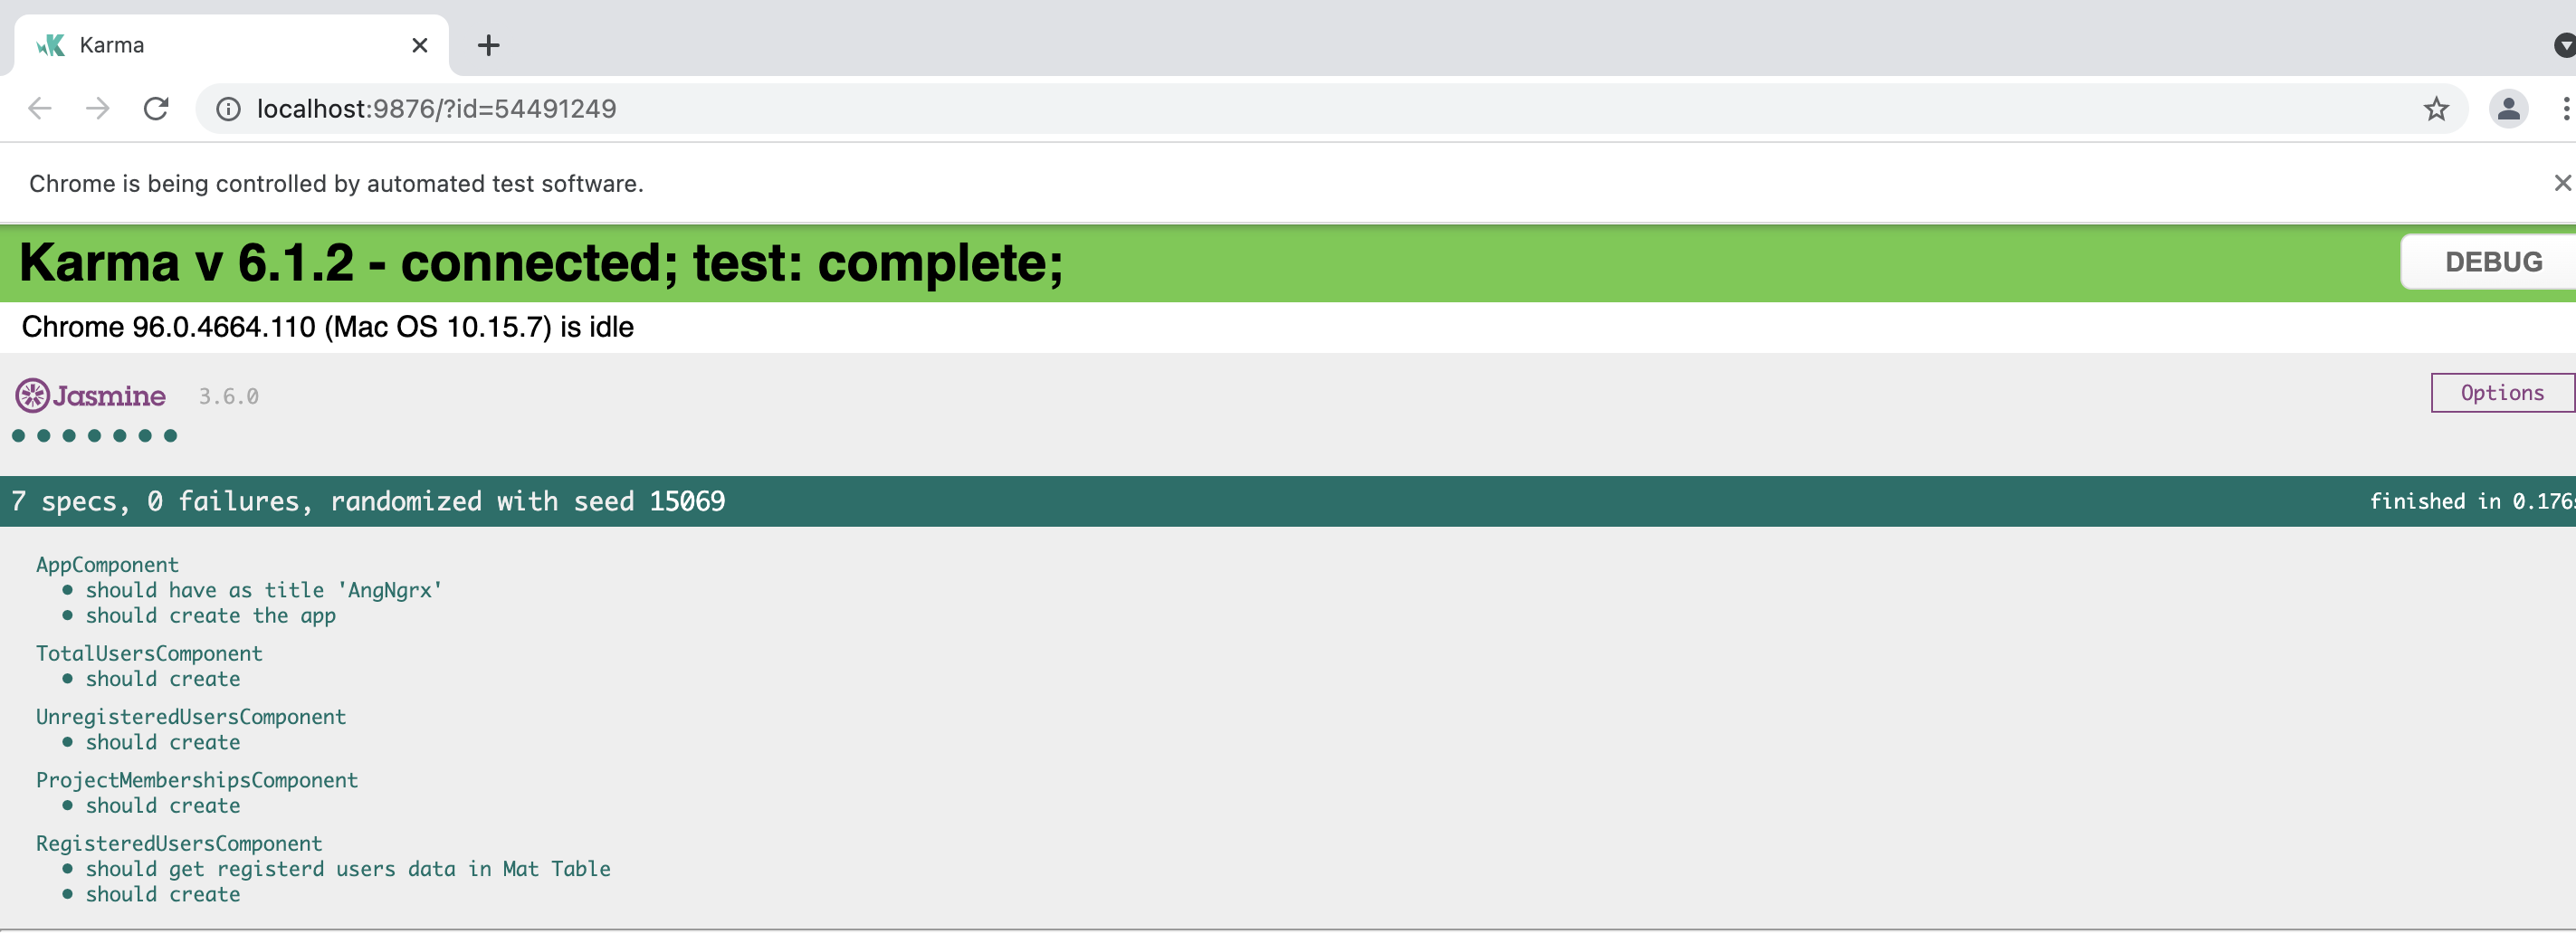 Karma
localhost:9876/?id=54491249
Chrome is being controlled by automated test software.
Karma v 6.1.2 - connected; test: complete;
DEBUG
Chrome 96.0.4664.110 (Mac OS 10.15.7) is idle
Jasmine 3.6.0
Options
7 specs, 0 failures, randomized with seed 15069
finished in 0.176s
AppComponent
• should have as title 'AngNgrx'
• should create the app
TotalUsersComponent
• should create
UnregisteredUsersComponent
• should create
ProjectMembershipsComponent
• should create
RegisteredUsersComponent
• should get registerd users data in Mat Table
• should create